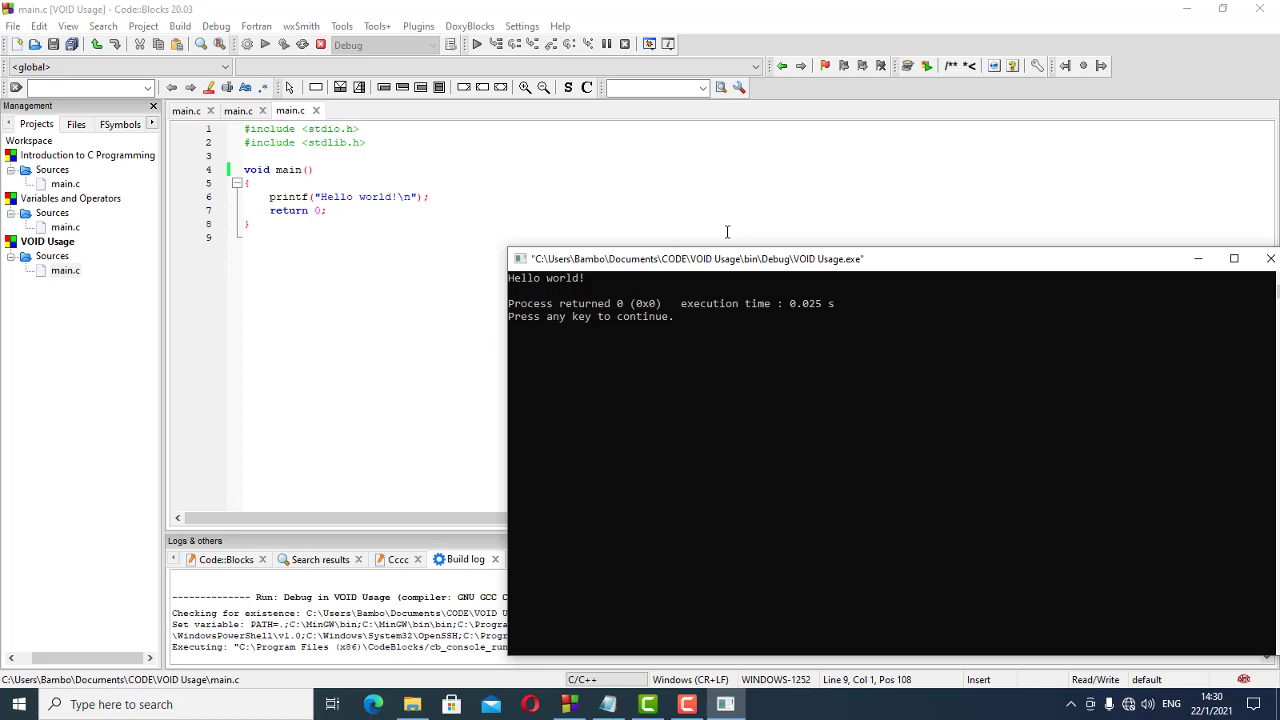 main.c [VOID Usage] - Code::Blocks 20.03
File Edit View Search Project Build Debug Fortran wxSmith Tools Tools+ Plugins DoxyBlocks Settings Help
Debug
<global>
/** *<
S C
Management
Projects Files FSymbols
main.c main.c main.c
Workspace
Introduction to C Programming
Sources
main.c
Variables and Operators
Sources
main.c
VOID Usage
Sources
main.c
1 #include <stdio.h>
2 #include <stdlib.h>
3
4 void main()
5 {
6 printf("Hello world!\n");
7 return 0;
8 }
9
"C:\Users\Bambo\Documents\CODE\VOID Usage\bin\Debug\VOID Usage.exe"
Hello world!
Process returned 0 (0x0) execution time : 0.025 s
Press any key to continue.
Logs & others
Code::Blocks Search results Cccc Build log
-------------- Run: Debug in VOID Usage (compiler: GNU GCC C
Checking for existence: C:\Users\Bambo\Documents\CODE\VOID U
Set variable: PATH=.;C:\MinGW\bin;C:\MinGW\bin\bin;C:\Progra
\WindowsPowerShell\v1.0;C:\Windows\System32\OpenSSH;C:\Progr
Executing: "C:\Program Files (x86)\CodeBlocks/cb_console_run
C:\Users\Bambo\Documents\CODE\VOID Usage\main.c C/C++ Windows (CR+LF) WINDOWS-1252 Line 9, Col 1, Pos 108 Insert Read/Write default
Type here to search
ENG
14:30
22/1/2021